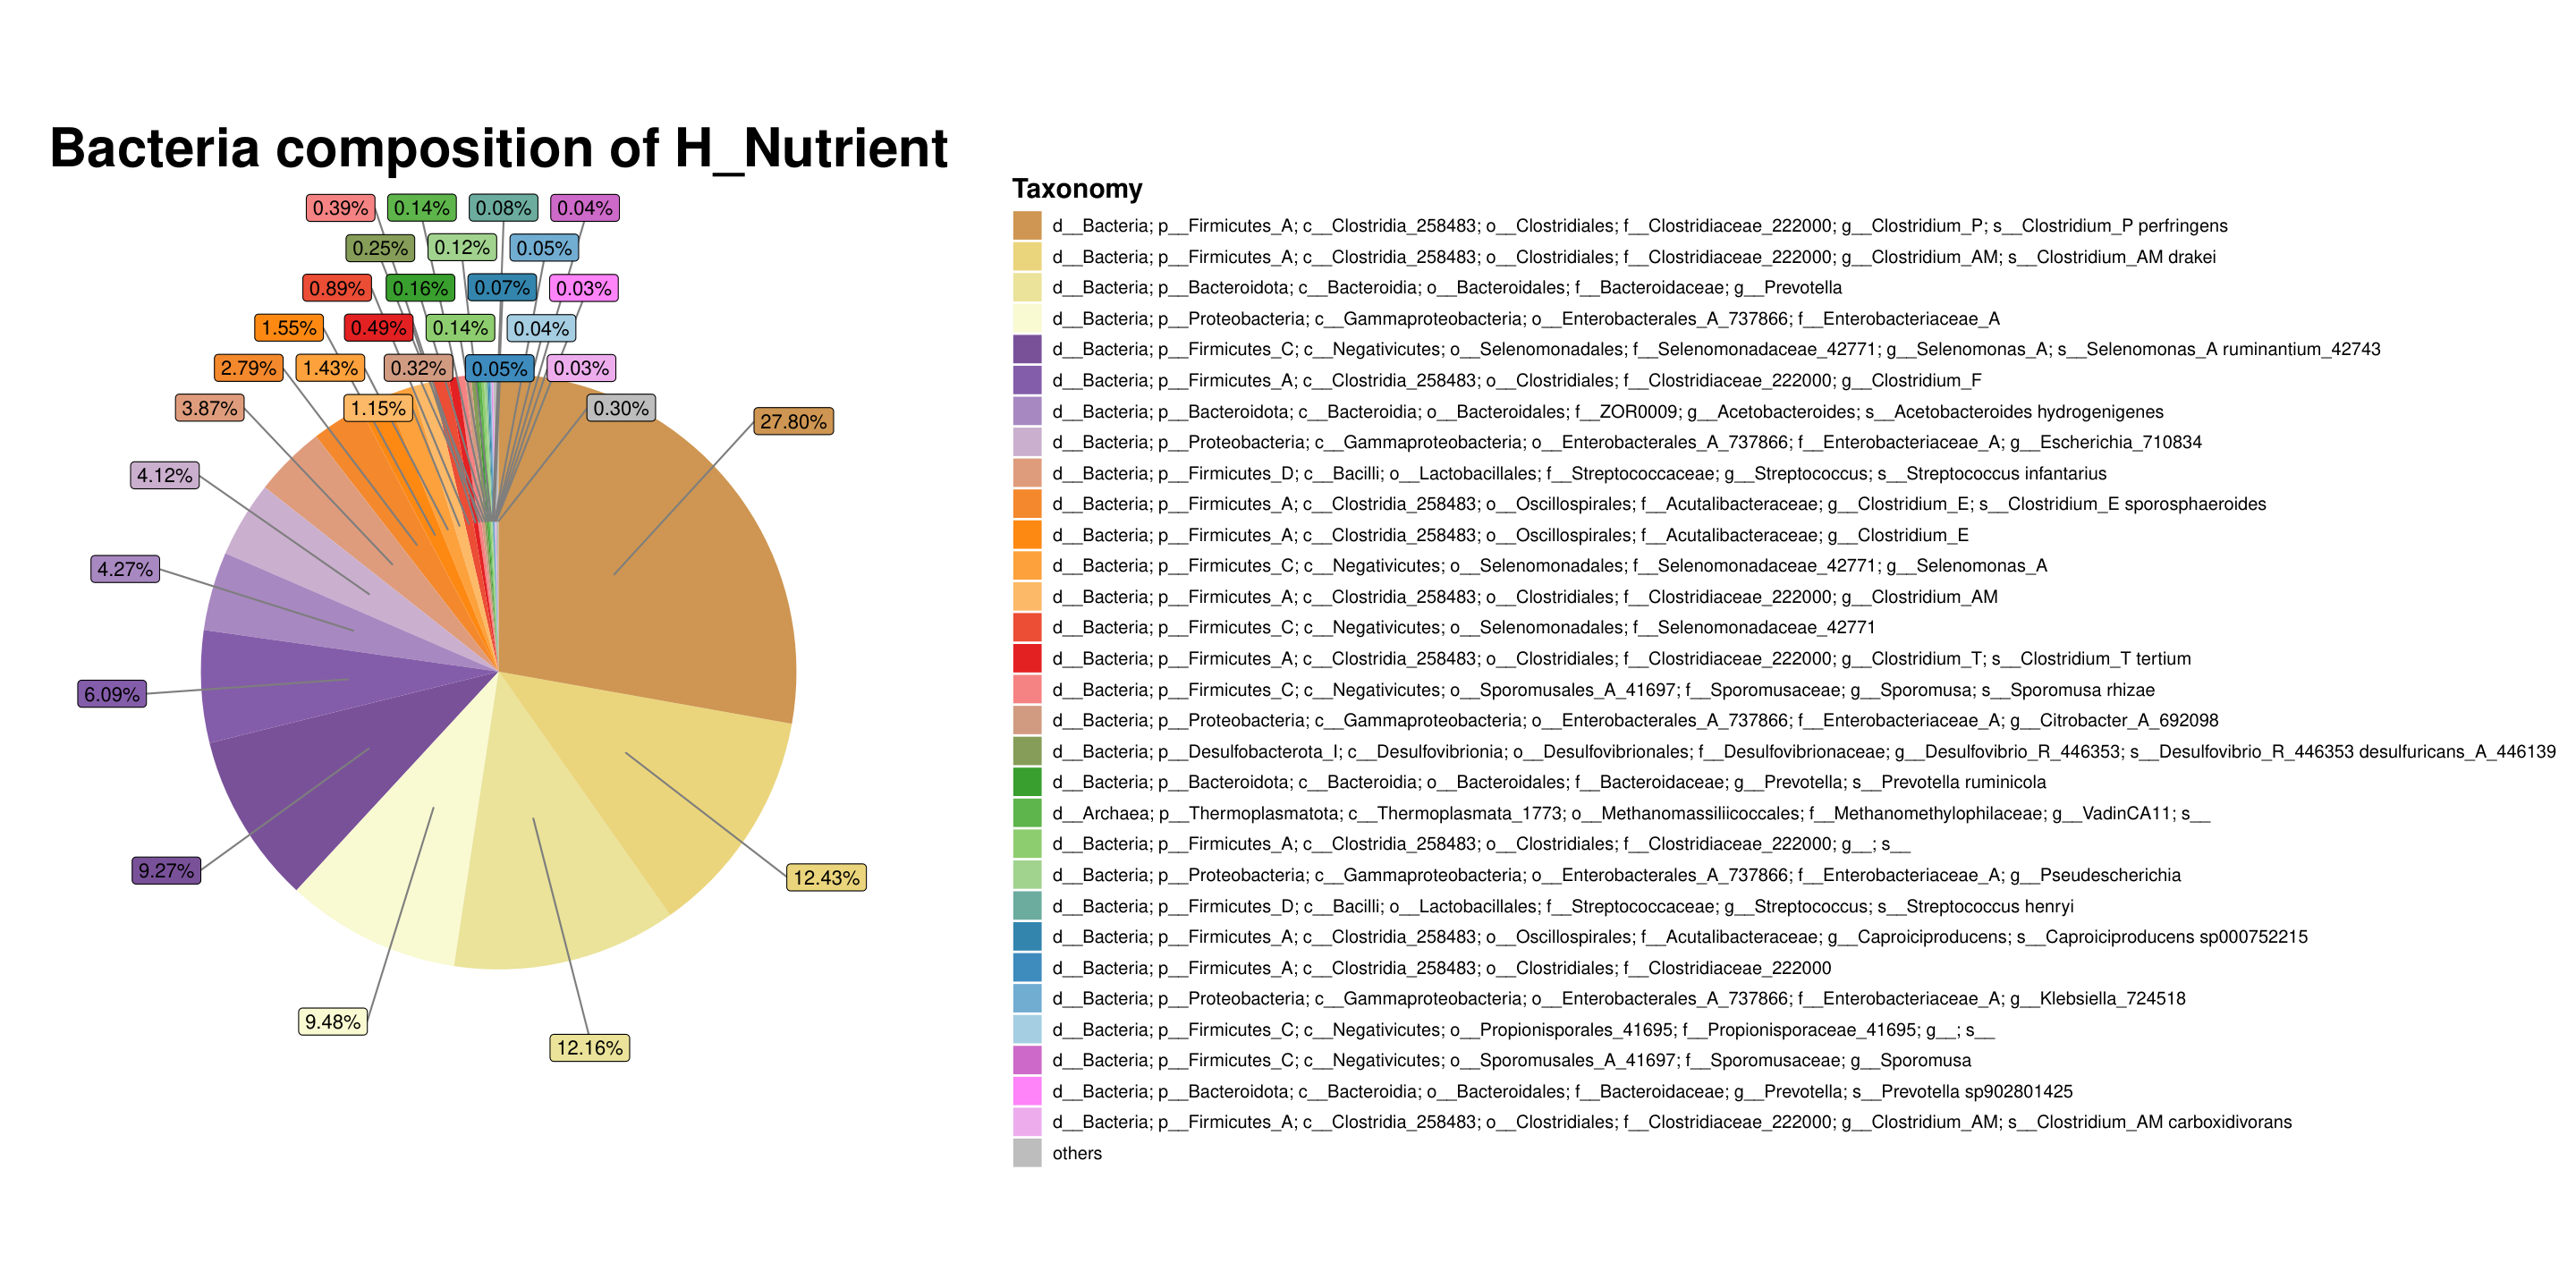 Bacteria composition of H_Nutrient
0.39% 0.14% 0.08% 0.04%
0.25% 0.12% 0.05%
0.89% 0.16% 0.07% 0.03%
1.55% 0.49% 0.14% 0.04%
2.79% 1.43% 0.32% 0.05% 0.03%
3.87% 1.15% 0.30%
27.80%
4.12%
4.27%
6.09%
9.27%
12.43%
9.48%
12.16%
Taxonomy
d__Bacteria; p__Firmicutes_A; c__Clostridia_258483; o__Clostridiales; f__Clostridiaceae_222000; g__Clostridium_P; s__Clostridium_P perfringens
d__Bacteria; p__Firmicutes_A; c__Clostridia_258483; o__Clostridiales; f__Clostridiaceae_222000; g__Clostridium_AM; s__Clostridium_AM drakei
d__Bacteria; p__Bacteroidota; c__Bacteroidia; o__Bacteroidales; f__Bacteroidaceae; g__Prevotella
d__Bacteria; p__Proteobacteria; c__Gammaproteobacteria; o__Enterobacterales_A_737866; f__Enterobacteriaceae_A
d__Bacteria; p__Firmicutes_C; c__Negativicutes; o__Selenomonadales; f__Selenomonadaceae_42771; g__Selenomonas_A; s__Selenomonas_A ruminantium_42743
d__Bacteria; p__Firmicutes_A; c__Clostridia_258483; o__Clostridiales; f__Clostridiaceae_222000; g__Clostridium_F
d__Bacteria; p__Bacteroidota; c__Bacteroidia; o__Bacteroidales; f__ZOR0009; g__Acetobacteroides; s__Acetobacteroides hydrogenigenes
d__Bacteria; p__Proteobacteria; c__Gammaproteobacteria; o__Enterobacterales_A_737866; f__Enterobacteriaceae_A; g__Escherichia_710834
d__Bacteria; p__Firmicutes_D; c__Bacilli; o__Lactobacillales; f__Streptococcaceae; g__Streptococcus; s__Streptococcus infantarius
d__Bacteria; p__Firmicutes_A; c__Clostridia_258483; o__Oscillospirales; f__Acutalibacteraceae; g__Clostridium_E; s__Clostridium_E sporosphaeroides
d__Bacteria; p__Firmicutes_A; c__Clostridia_258483; o__Oscillospirales; f__Acutalibacteraceae; g__Clostridium_E
d__Bacteria; p__Firmicutes_C; c__Negativicutes; o__Selenomonadales; f__Selenomonadaceae_42771; g__Selenomonas_A
d__Bacteria; p__Firmicutes_A; c__Clostridia_258483; o__Clostridiales; f__Clostridiaceae_222000; g__Clostridium_AM
d__Bacteria; p__Firmicutes_C; c__Negativicutes; o__Selenomonadales; f__Selenomonadaceae_42771
d__Bacteria; p__Firmicutes_A; c__Clostridia_258483; o__Clostridiales; f__Clostridiaceae_222000; g__Clostridium_T; s__Clostridium_T tertium
d__Bacteria; p__Firmicutes_C; c__Negativicutes; o__Sporomusales_A_41697; f__Sporomusaceae; g__Sporomusa; s__Sporomusa rhizae
d__Bacteria; p__Proteobacteria; c__Gammaproteobacteria; o__Enterobacterales_A_737866; f__Enterobacteriaceae_A; g__Citrobacter_A_692098
d__Bacteria; p__Desulfobacterota_I; c__Desulfovibrionia; o__Desulfovibrionales; f__Desulfovibrionaceae; g__Desulfovibrio_R_446353; s__Desulfovibrio_R_446353 desulfuricans_A_446139
d__Bacteria; p__Bacteroidota; c__Bacteroidia; o__Bacteroidales; f__Bacteroidaceae; g__Prevotella; s__Prevotella ruminicola
d__Archaea; p__Thermoplasmatota; c__Thermoplasmata_1773; o__Methanomassiliicoccales; f__Methanomethylophilaceae; g__VadinCA11; s__
d__Bacteria; p__Firmicutes_A; c__Clostridia_258483; o__Clostridiales; f__Clostridiaceae_222000; g__; s__
d__Bacteria; p__Proteobacteria; c__Gammaproteobacteria; o__Enterobacterales_A_737866; f__Enterobacteriaceae_A; g__Pseudescherichia
d__Bacteria; p__Firmicutes_D; c__Bacilli; o__Lactobacillales; f__Streptococcaceae; g__Streptococcus; s__Streptococcus henryi
d__Bacteria; p__Firmicutes_A; c__Clostridia_258483; o__Oscillospirales; f__Acutalibacteraceae; g__Caproiciproducens; s__Caproiciproducens sp000752215
d__Bacteria; p__Firmicutes_A; c__Clostridia_258483; o__Clostridiales; f__Clostridiaceae_222000
d__Bacteria; p__Proteobacteria; c__Gammaproteobacteria; o__Enterobacterales_A_737866; f__Enterobacteriaceae_A; g__Klebsiella_724518
d__Bacteria; p__Firmicutes_C; c__Negativicutes; o__Propionisporales_41695; f__Propionisporaceae_41695; g__; s__
d__Bacteria; p__Firmicutes_C; c__Negativicutes; o__Sporomusales_A_41697; f__Sporomusaceae; g__Sporomusa
d__Bacteria; p__Bacteroidota; c__Bacteroidia; o__Bacteroidales; f__Bacteroidaceae; g__Prevotella; s__Prevotella sp902801425
d__Bacteria; p__Firmicutes_A; c__Clostridia_258483; o__Clostridiales; f__Clostridiaceae_222000; g__Clostridium_AM; s__Clostridium_AM carboxidivorans
others